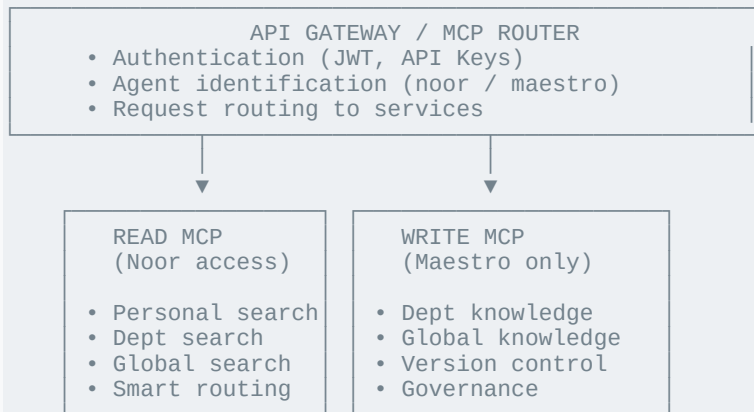 API GATEWAY / MCP ROUTER
• Authentication (JWT, API Keys)
• Agent identification (noor / maestro)
• Request routing to services
READ MCP
(Noor access)
• Personal search
• Dept search
• Global search
• Smart routing
WRITE MCP
(Maestro only)
• Dept knowledge
• Global knowledge
• Version control
• Governance